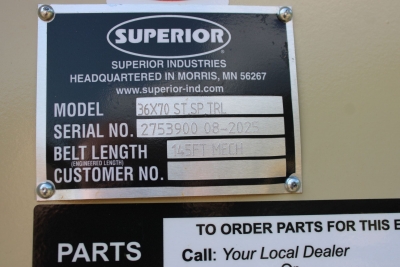 SUPERIOR
SUPERIOR INDUSTRIES
HEADQUARTERED IN MORRIS, MN 56267
www.superior-ind.com
MODEL 36X70 ST SP TRL
SERIAL NO. 2753900 08-2025
BELT LENGTH 145FT MECH
(ENGINEERED LENGTH)
CUSTOMER NO.
TO ORDER PARTS FOR THIS E
PARTS Call: Your Local Dealer
Or